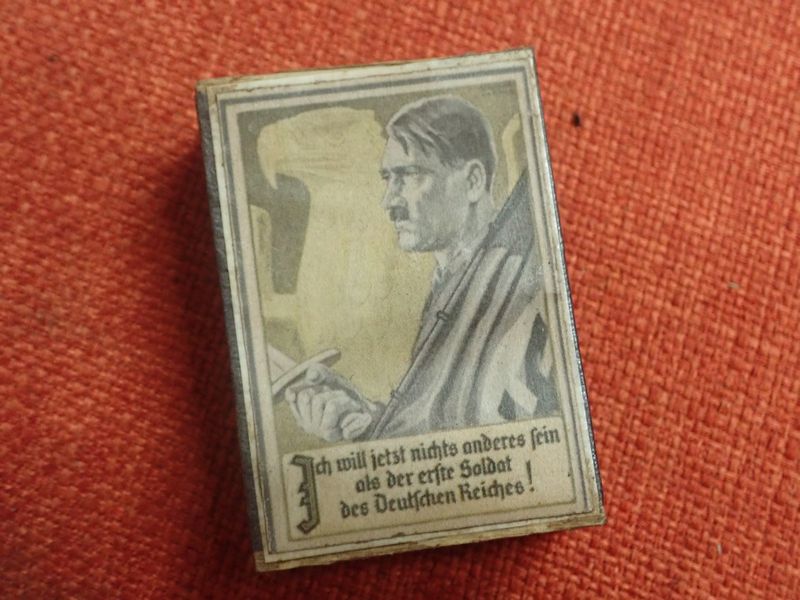 Ich will jetzt nichts anderes sein
als der erste Soldat
des Deutschen Reiches!